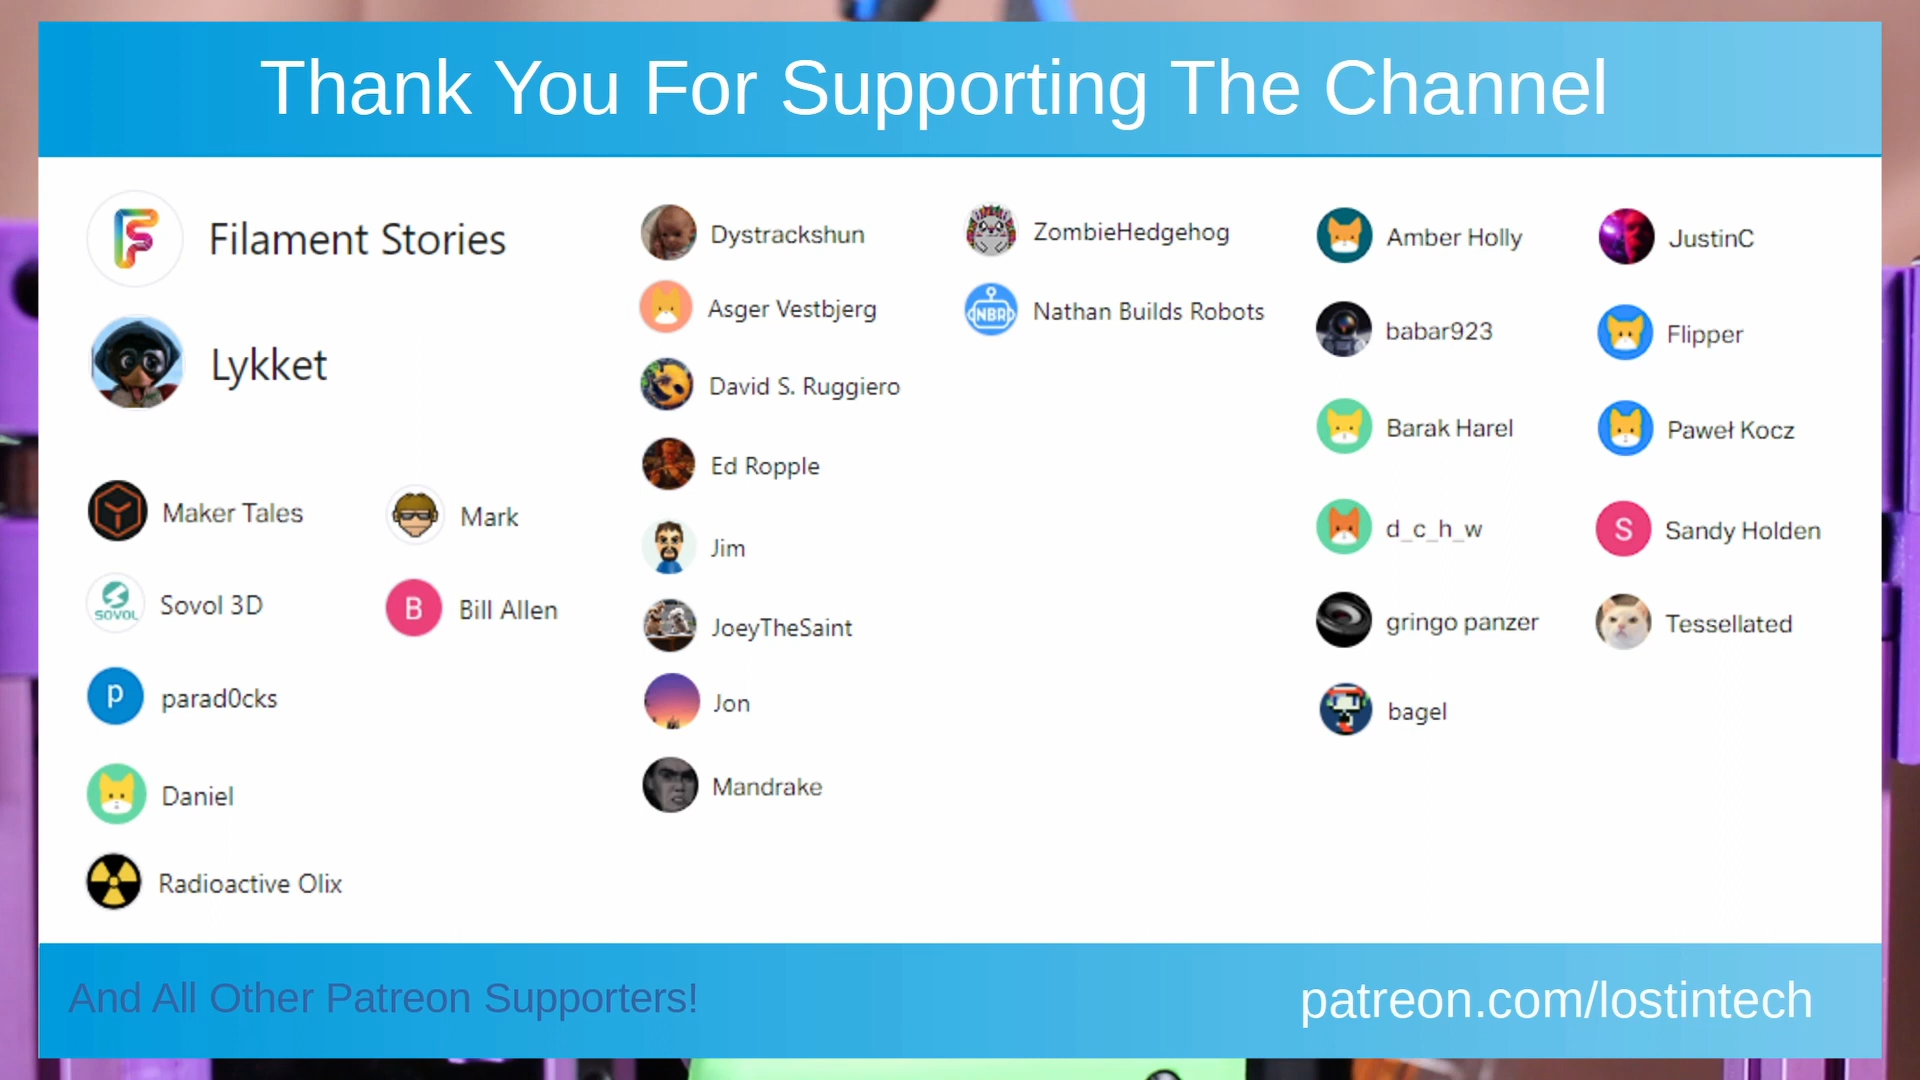 Thank You For Supporting The Channel
Filament Stories
Lykket
Maker Tales
Sovol 3D
SOVOL
parad0cks
p
Daniel
Radioactive Olix
Mark
Bill Allen
B
Dystrackshun
Asger Vestbjerg
David S. Ruggiero
Ed Ropple
Jim
JoeyTheSaint
Jon
Mandrake
ZombieHedgehog
Nathan Builds Robots
NBR
Amber Holly
babar923
Barak Harel
d_c_h_w
gringo panzer
bagel
JustinC
Flipper
Paweł Kocz
Sandy Holden
S
Tessellated
And All Other Patreon Supporters!
patreon.com/lostintech